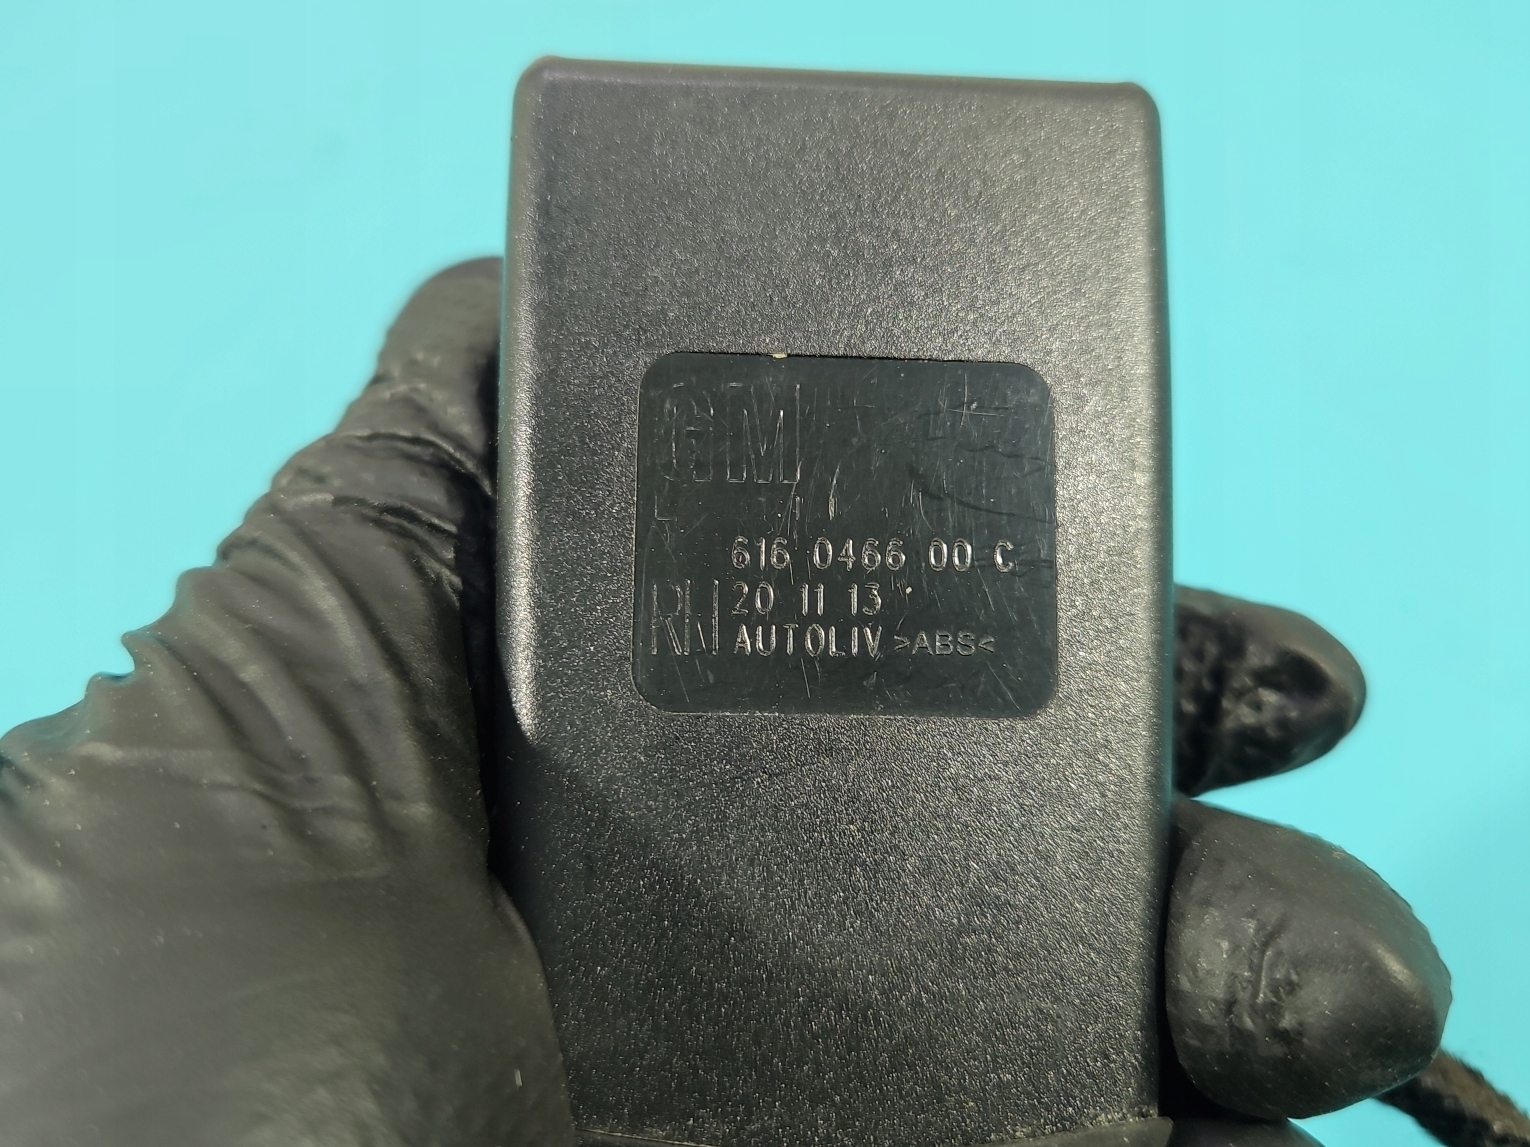 GM
616 0466 00 C
RH 20 11 13
AUTOLIV >ABS<